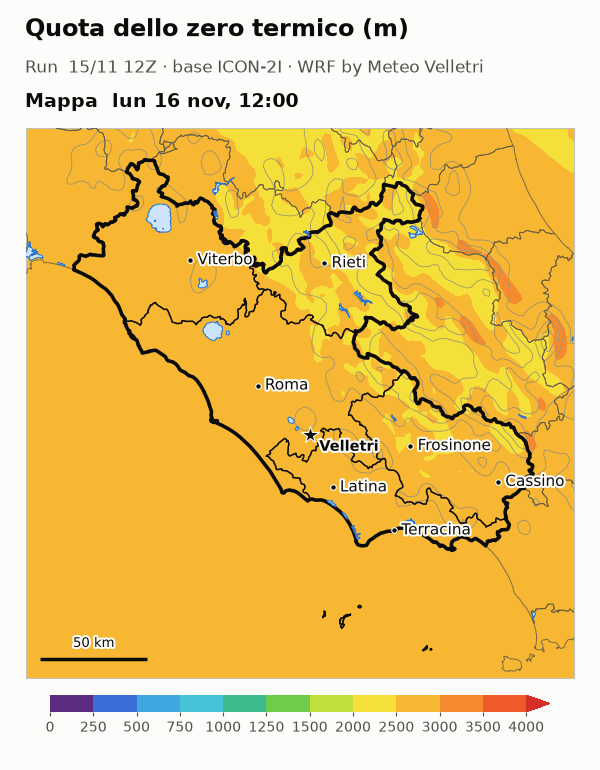 Quota dello zero termico (m)
Run 15/11 12Z · base ICON-2I · WRF by Meteo Velletri
Mappa lun 16 nov, 12:00
Viterbo
Rieti
Roma
Velletri
Frosinone
Cassino
Latina
Terracina
50 km
0 250 500 750 1000 1250 1500 2000 2500 3000 3500 4000